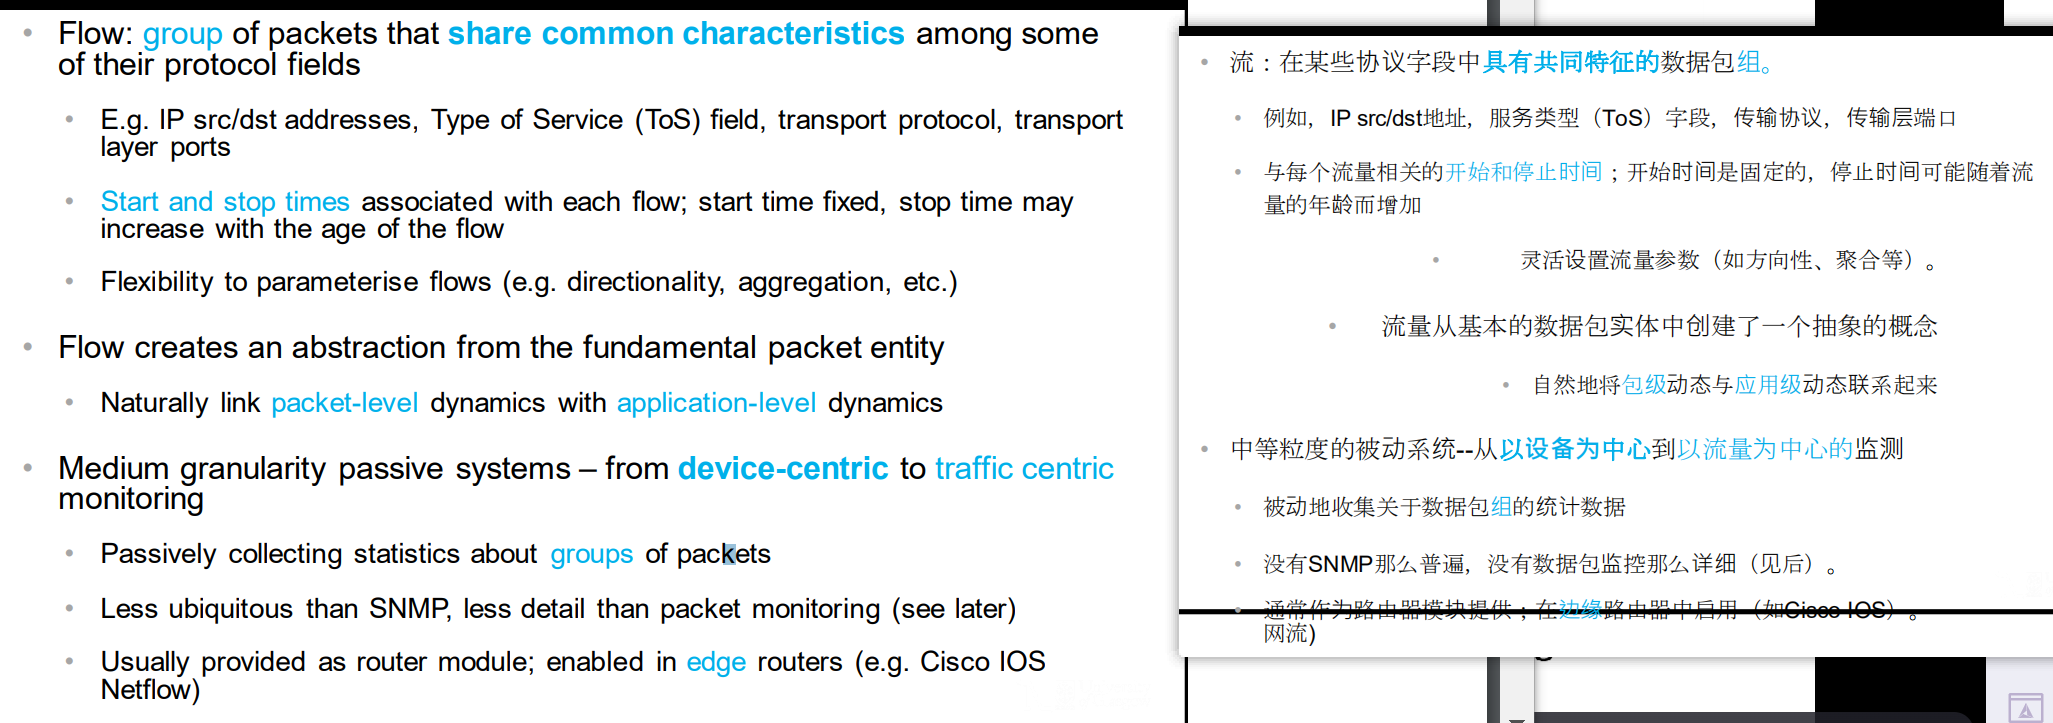 • Flow: group of packets that share common characteristics among some
of their protocol fields
• E.g. IP src/dst addresses, Type of Service (ToS) field, transport protocol, transport
layer ports
• Start and stop times associated with each flow; start time fixed, stop time may
increase with the age of the flow
• Flexibility to parameterise flows (e.g. directionality, aggregation, etc.)
• Flow creates an abstraction from the fundamental packet entity
• Naturally link packet-level dynamics with application-level dynamics
• Medium granularity passive systems – from device-centric to traffic centric
monitoring
• Passively collecting statistics about groups of packets
• Less ubiquitous than SNMP, less detail than packet monitoring (see later)
• Usually provided as router module; enabled in edge routers (e.g. Cisco IOS
Netflow)
• 流：在某些协议字段中具有共同特征的数据包组。
• 例如，IP src/dst地址，服务类型（ToS）字段，传输协议，传输层端口
• 与每个流量相关的开始和停止时间；开始时间是固定的，停止时间可能随着流
量的年龄而增加
• 灵活设置流量参数（如方向性、聚合等）。
• 流量从基本的数据包实体中创建了一个抽象的概念
• 自然地将包级动态与应用级动态联系起来
• 中等粒度的被动系统--从以设备为中心到以流量为中心的监测
• 被动地收集关于数据包组的统计数据
• 没有SNMP那么普遍，没有数据包监控那么详细（见后）。
• 通常作为路由器模块提供；在边缘路由器中启用（如Cisco IOS）。
网流)